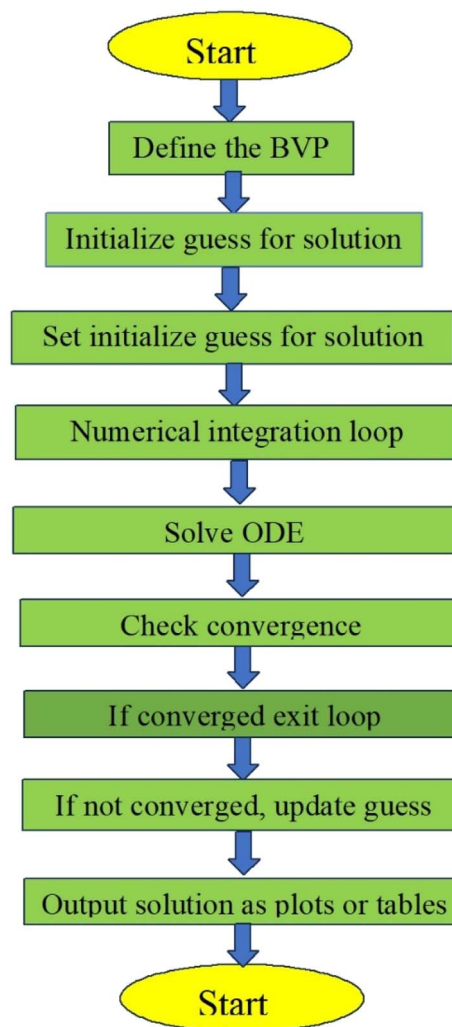 Start
Define the BVP
Initialize guess for solution
Set initialize guess for solution
Numerical integration loop
Solve ODE
Check convergence
If converged exit loop
If not converged, update guess
Output solution as plots or tables
Start